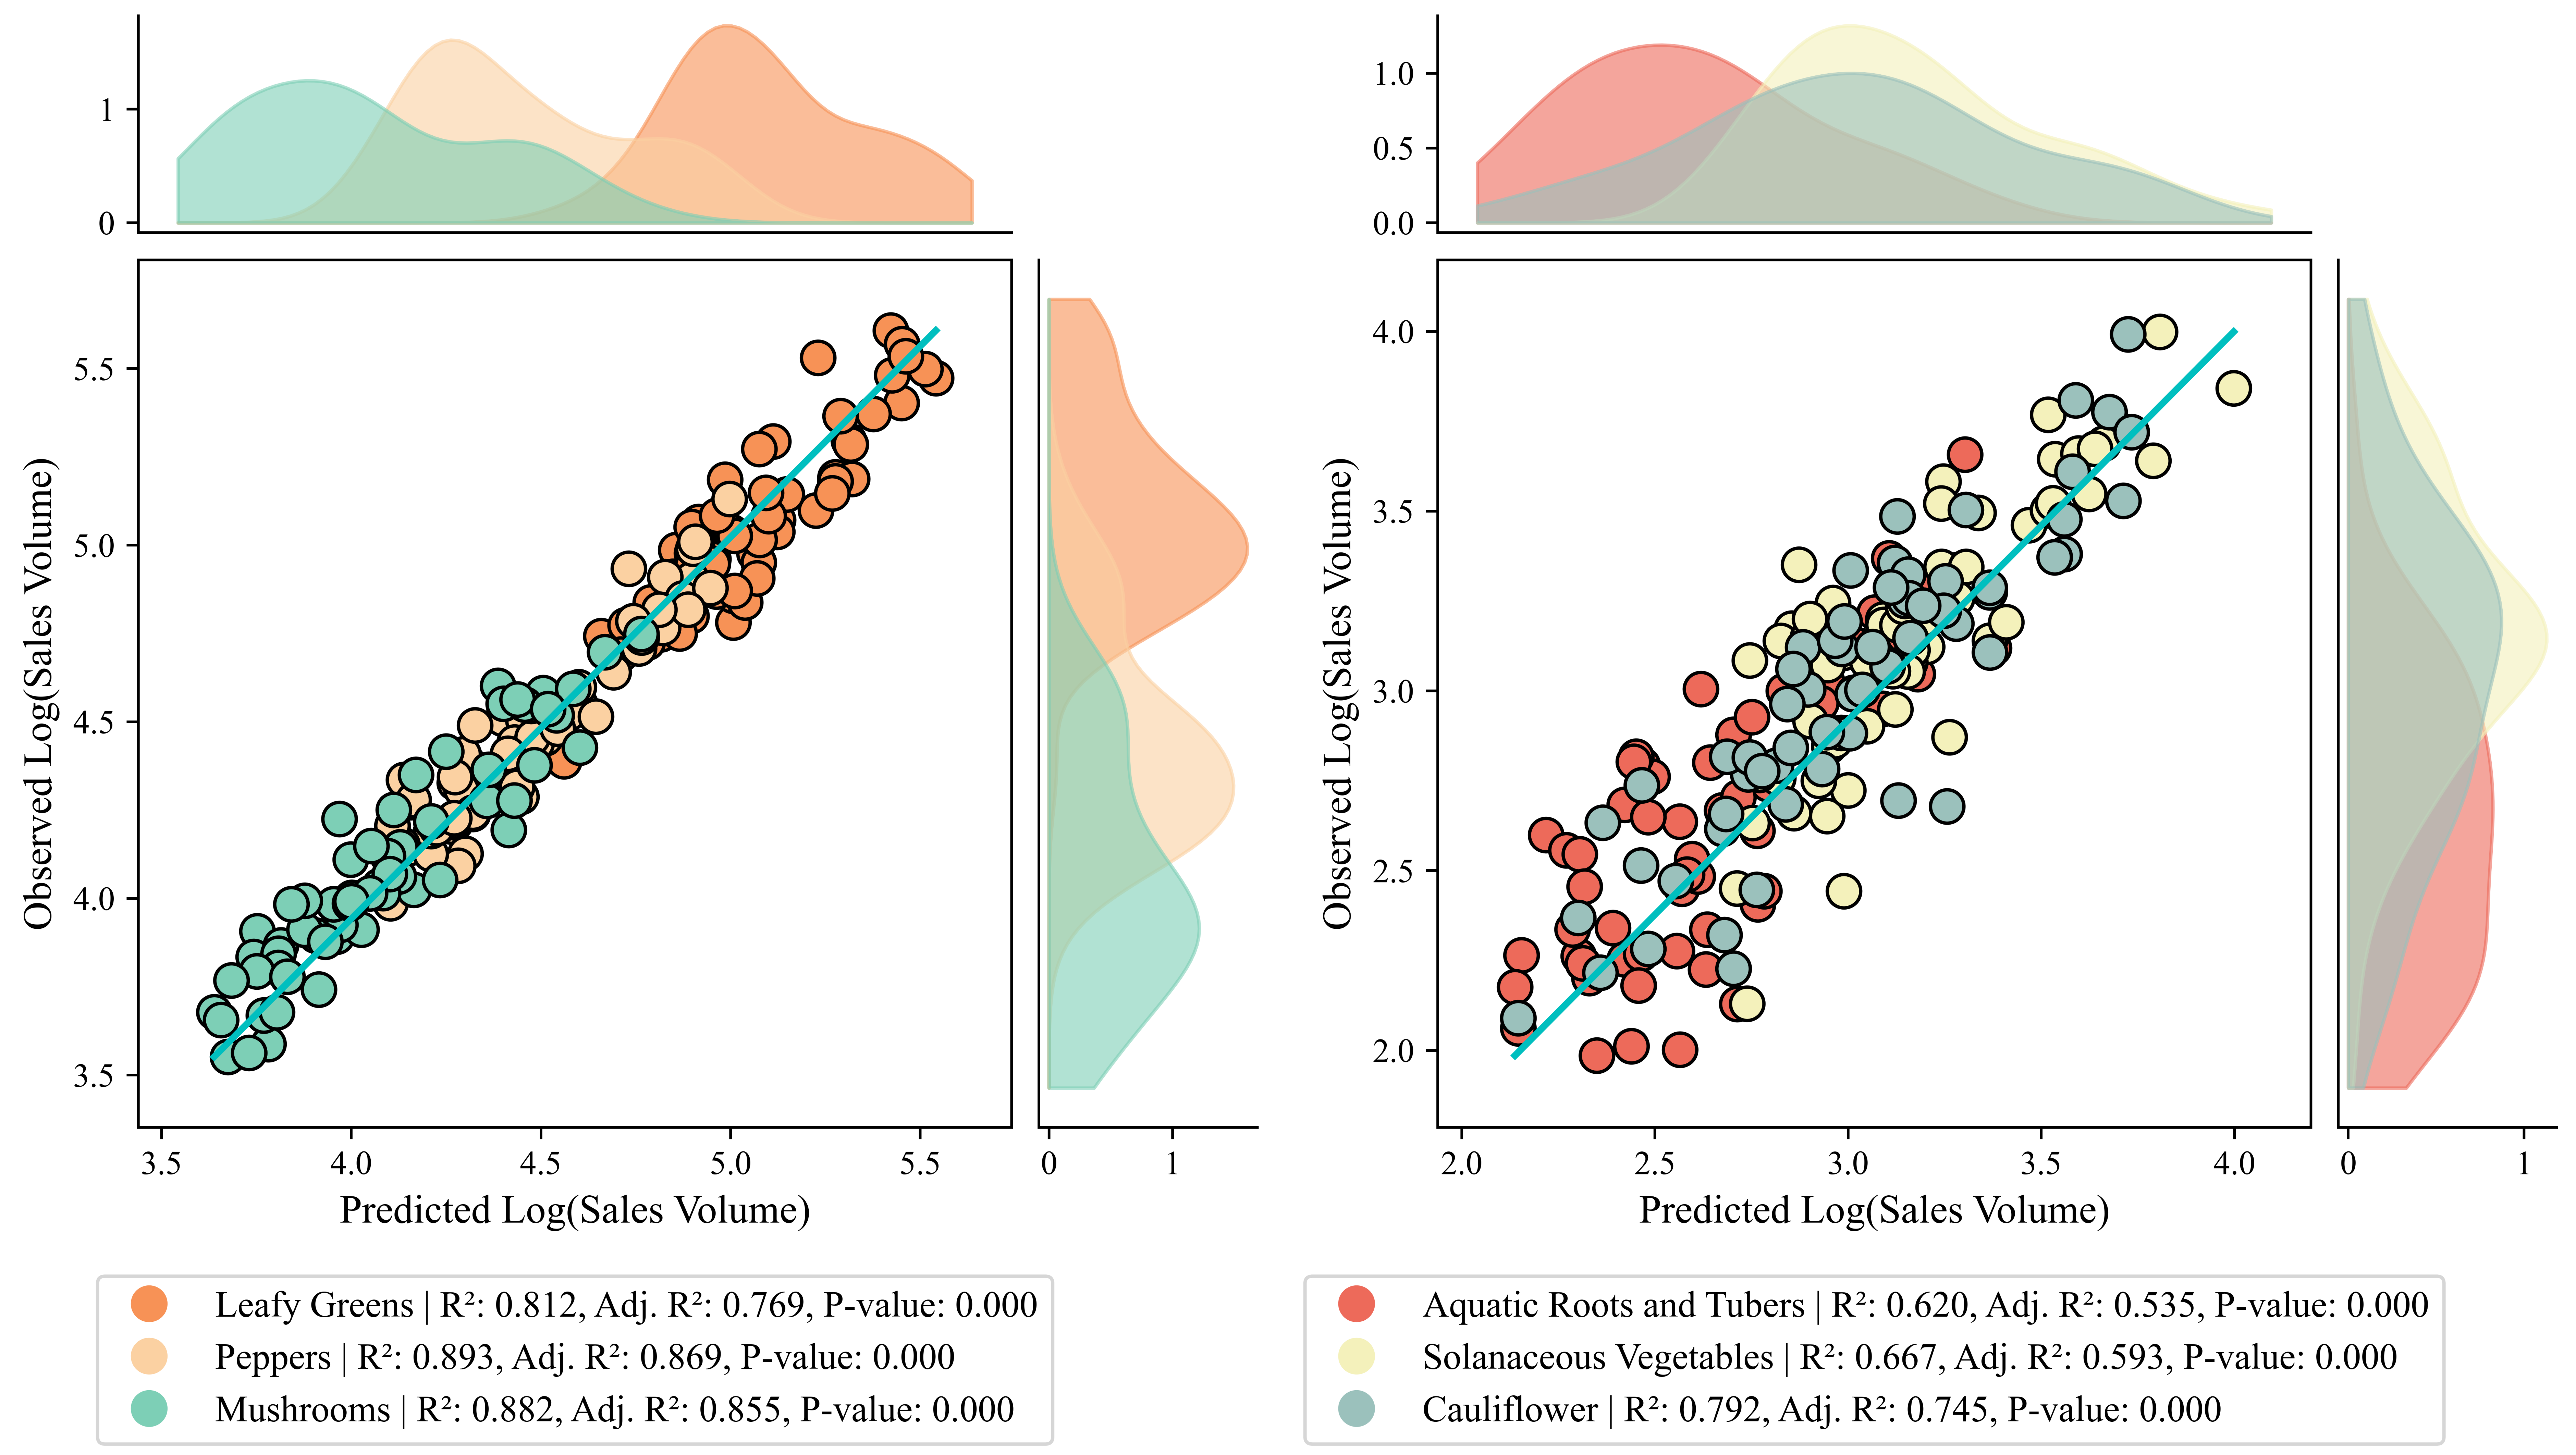 1
0
1.0
0.5
0.0
Observed Log(Sales Volume)
5.5
5.0
4.5
4.0
3.5
3.5 4.0 4.5 5.0 5.5
0 1
Predicted Log(Sales Volume)
Observed Log(Sales Volume)
4.0
3.5
3.0
2.5
2.0
2.0 2.5 3.0 3.5 4.0
0 1
Predicted Log(Sales Volume)
Leafy Greens | R²: 0.812, Adj. R²: 0.769, P-value: 0.000
Peppers | R²: 0.893, Adj. R²: 0.869, P-value: 0.000
Mushrooms | R²: 0.882, Adj. R²: 0.855, P-value: 0.000
Aquatic Roots and Tubers | R²: 0.620, Adj. R²: 0.535, P-value: 0.000
Solanaceous Vegetables | R²: 0.667, Adj. R²: 0.593, P-value: 0.000
Cauliflower | R²: 0.792, Adj. R²: 0.745, P-value: 0.000